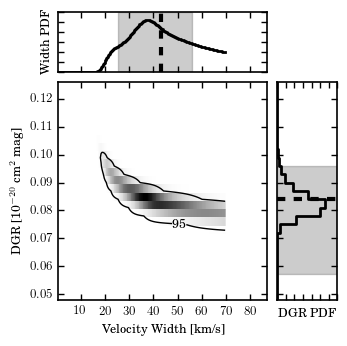 Width PDF
0.12
0.11
0.10
0.09
0.08
0.07
0.06
0.05
DGR [10⁻²⁰ cm² mag]
95
10 20 30 40 50 60 70 80
Velocity Width [km/s]
DGR PDF